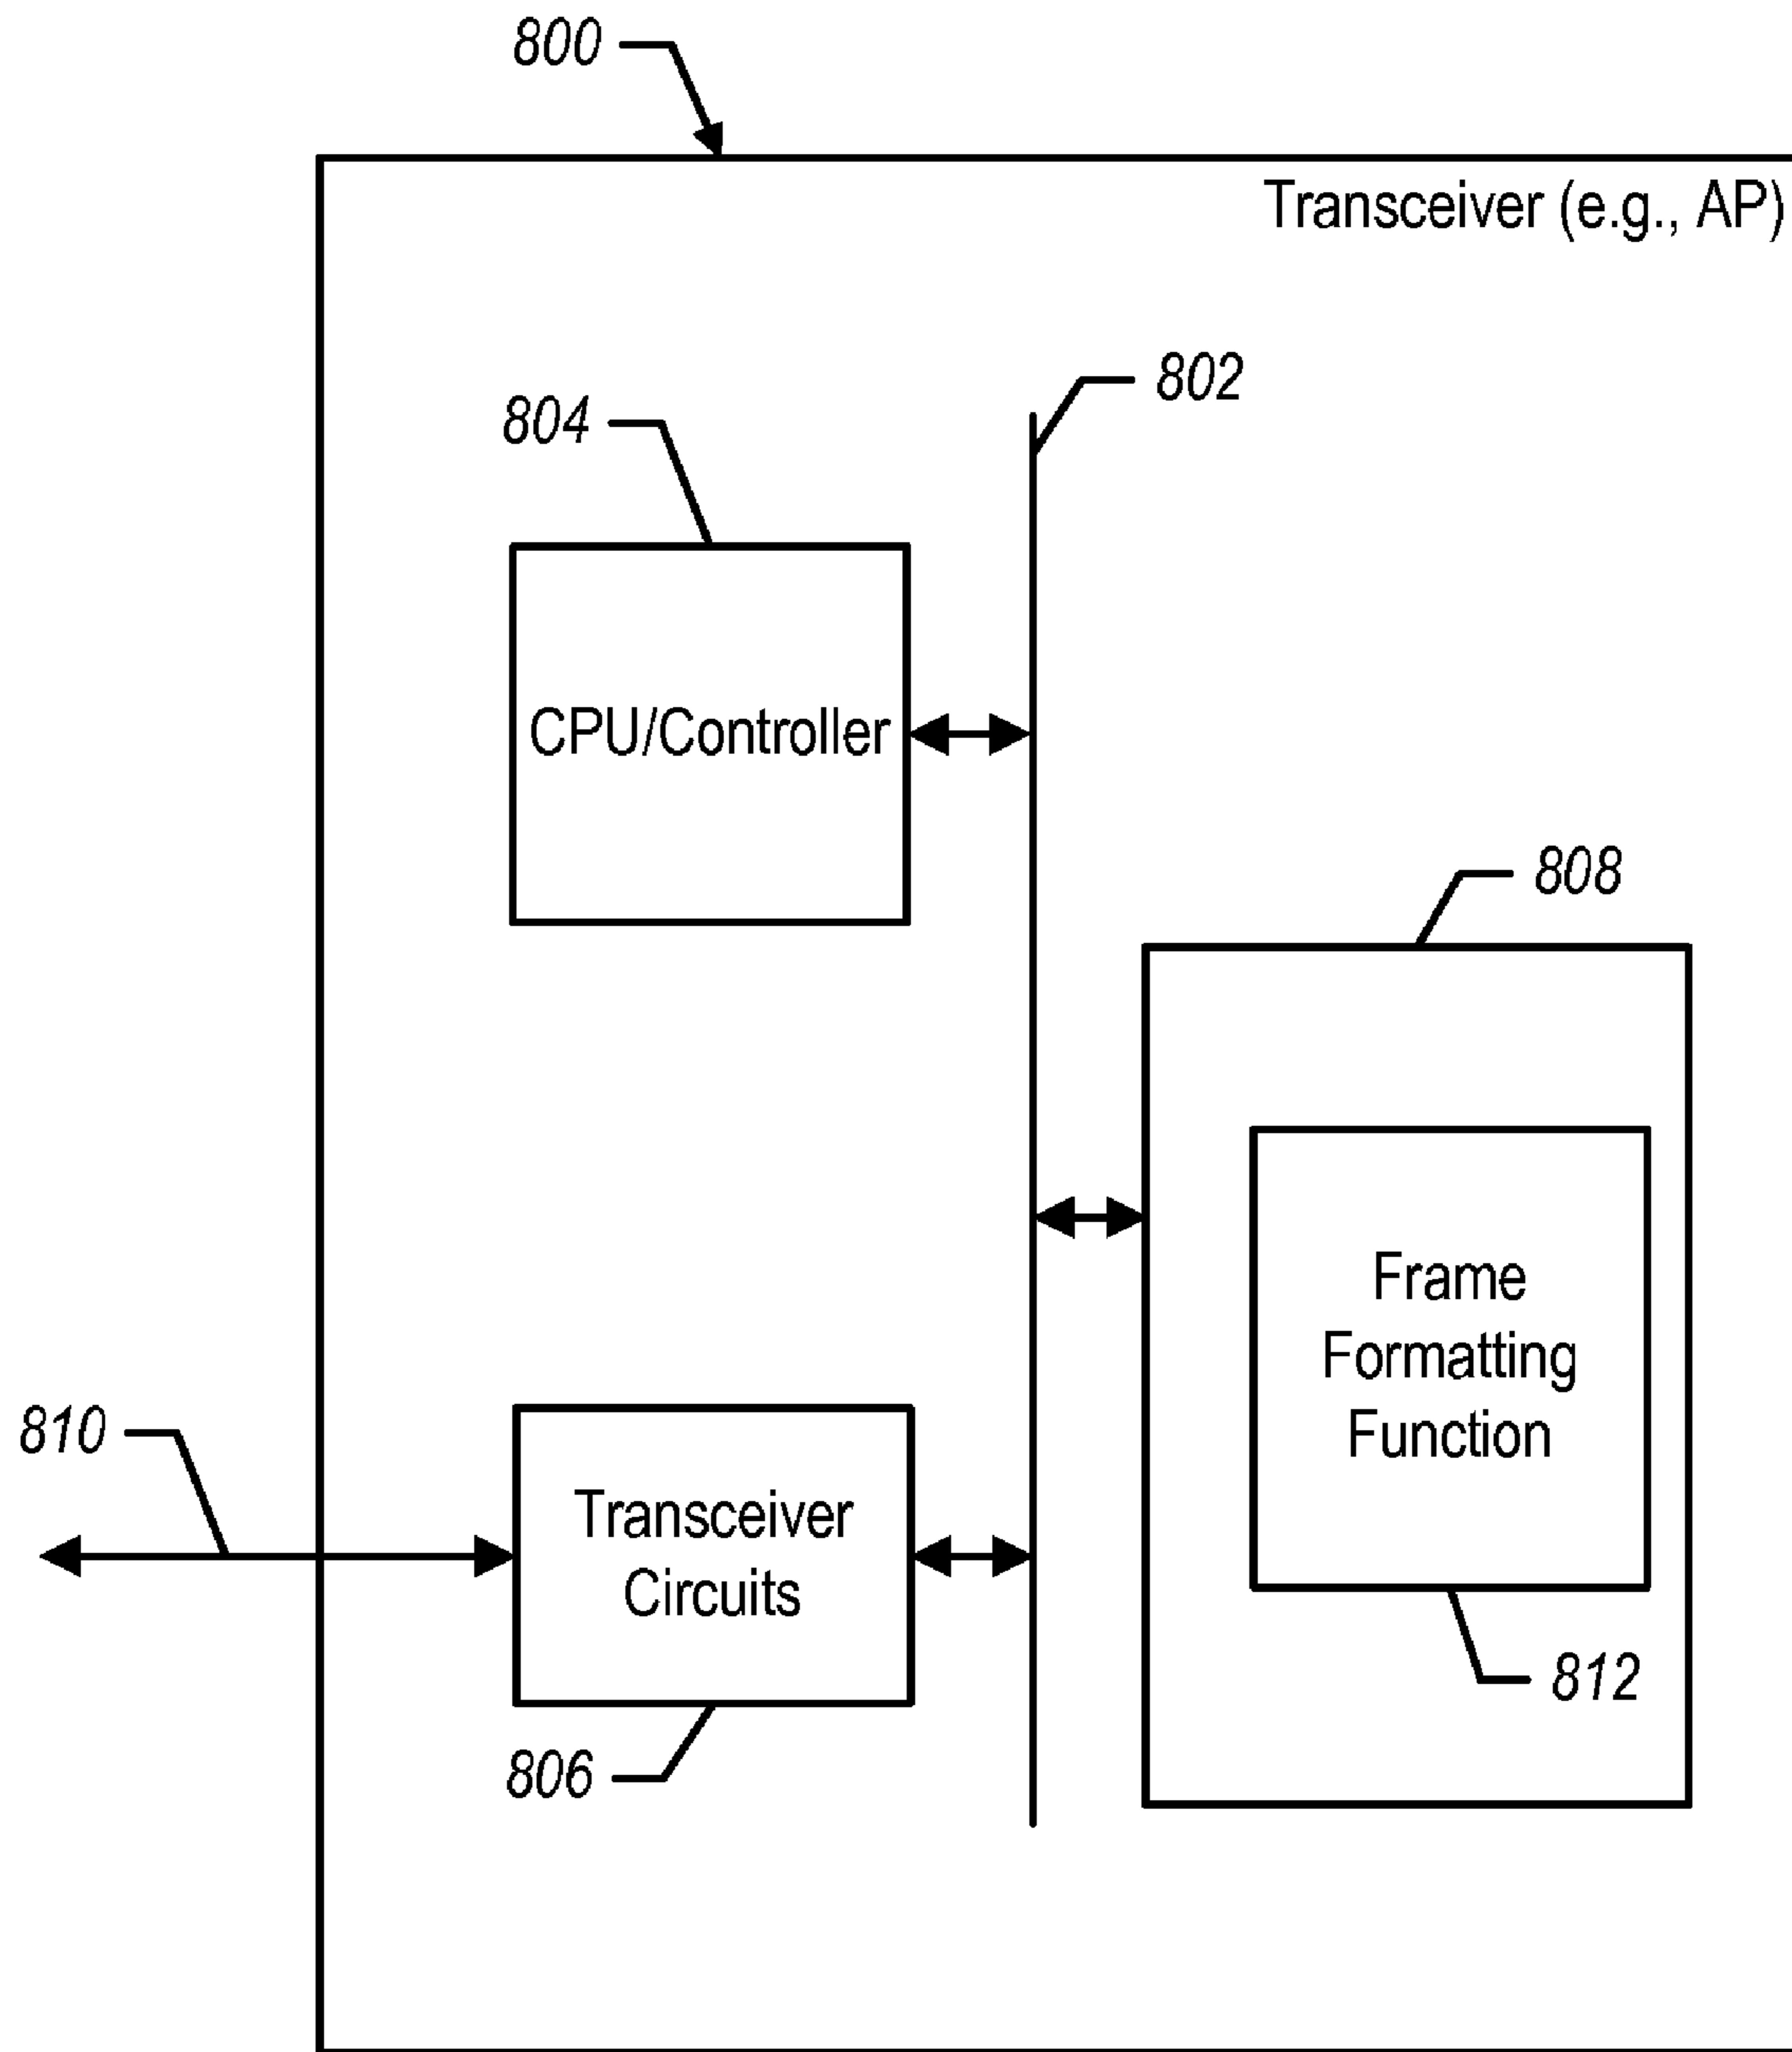 800
Transceiver (e.g., AP)
802
804
CPU/Controller
808
Frame
Formatting
Function
810
Transceiver
Circuits
812
806